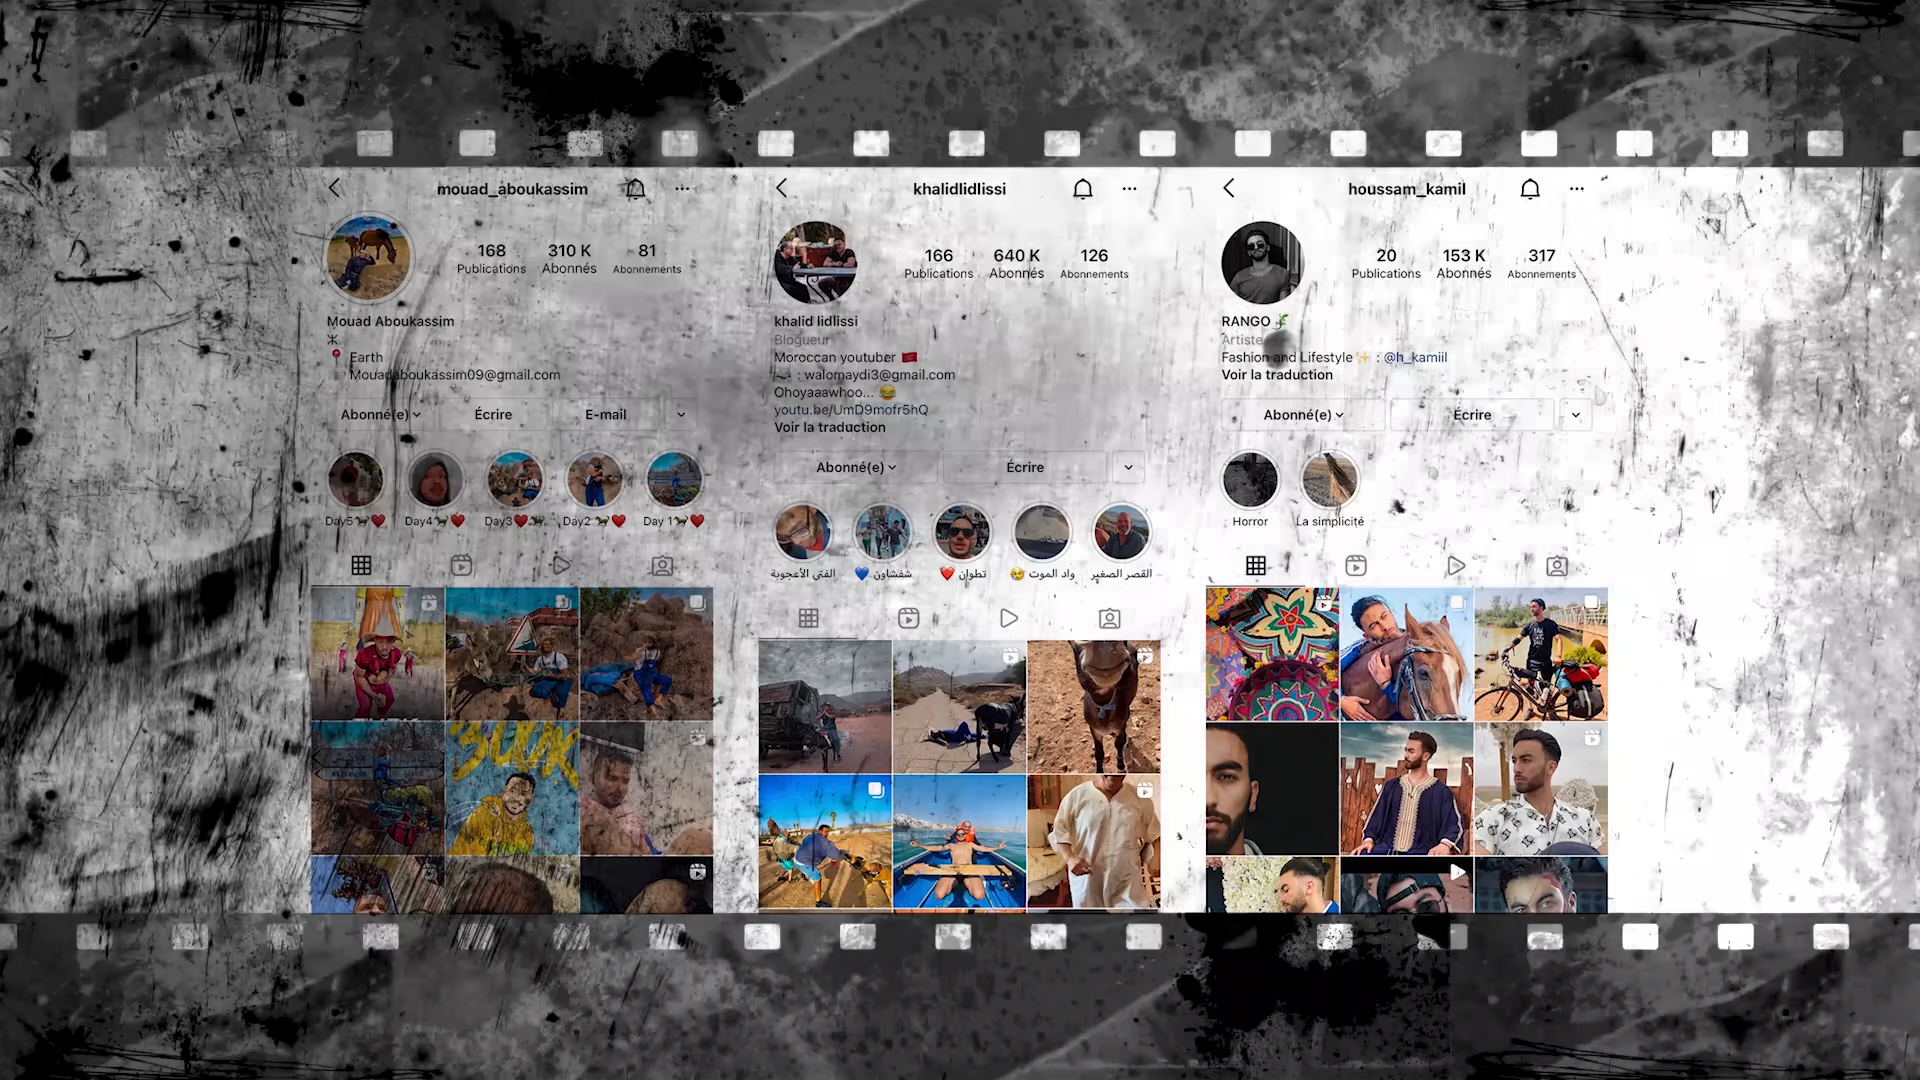 mouad_aboukassim
168
310 K
81
Publications
Abonnés
Abonnements
Mouad Aboukassim
ⵣ
📍 Earth
Mouadaboukassim09@gmail.com
Abonné(e)
Écrire
E-mail
Day5🐎❤️
Day4🐎❤️
Day3❤️🐎
Day2 🐎❤️
Day 1🐎❤️
khalidlidlissi
166
640 K
126
Publications
Abonnés
Abonnements
khalid lidlissi
Blogueur
Moroccan youtuber 🇲🇦
: walomaydi3@gmail.com
Ohoyaaawhoo... 😂
youtu.be/UmD9mofr5hQ
Voir la traduction
Abonné(e)
Écrire
الفتى الأعجوبة
شفشاون 💙
تطوان ❤️
واد الموت 🥹
القصر الصغير
houssam_kamil
20
153 K
317
Publications
Abonnés
Abonnements
RANGO 🦎
Artiste
Fashion and Lifestyle ✨ : @h_kamiil
Voir la traduction
Abonné(e)
Écrire
Horror
La simplicité